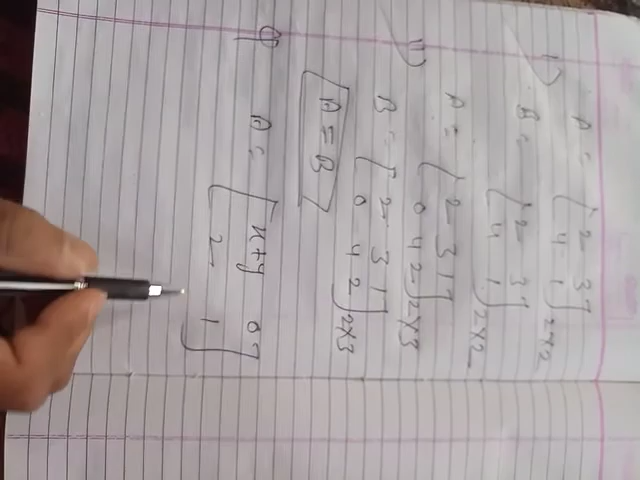 i) A = [2 3
4 1]2×2
B = [2 3
4 1]2×2
ii) A = [2 3 1
0 4 2]2×3
B = [2 3 1
0 4 2]2×3
A = B
Q A = [x+y 0
2 1]